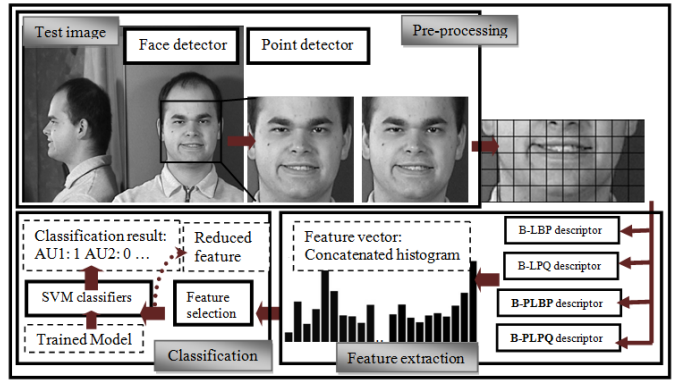 Test image
Pre-processing
Face detector
Point detector
Classification result:
AU1: 1 AU2: 0 …
Reduced
feature
Feature vector:
Concatenated histogram
B-LBP descriptor
B-LPQ descriptor
B-PLBP descriptor
B-PLPQ descriptor
SVM classifiers
Feature
selection
Trained Model
Classification
Feature extraction
..